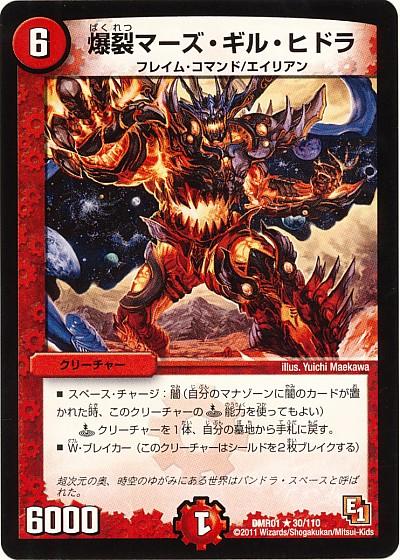 6
ばくれつ
爆裂マーズ・ギル・ヒドラ
フレイム・コマンド/エイリアン
illus. Yuichi Maekawa
クリーチャー
■ スペース・チャージ：闇（自分のマナゾーンに闇のカードが置
かれた時、このクリーチャーの 能力を使ってもよい）
クリーチャーを1体、自分の墓地から手札に戻す。
■ W・ブレイカー（このクリーチャーはシールドを2枚ブレイクする）
超次元の奥、時空のゆがみにある世界はパンドラ・スペースと呼ば
れた。
6000
1
DMR01 ★ 30/110
©2011 Wizards/Shogakukan/Mitsui-Kids
E1